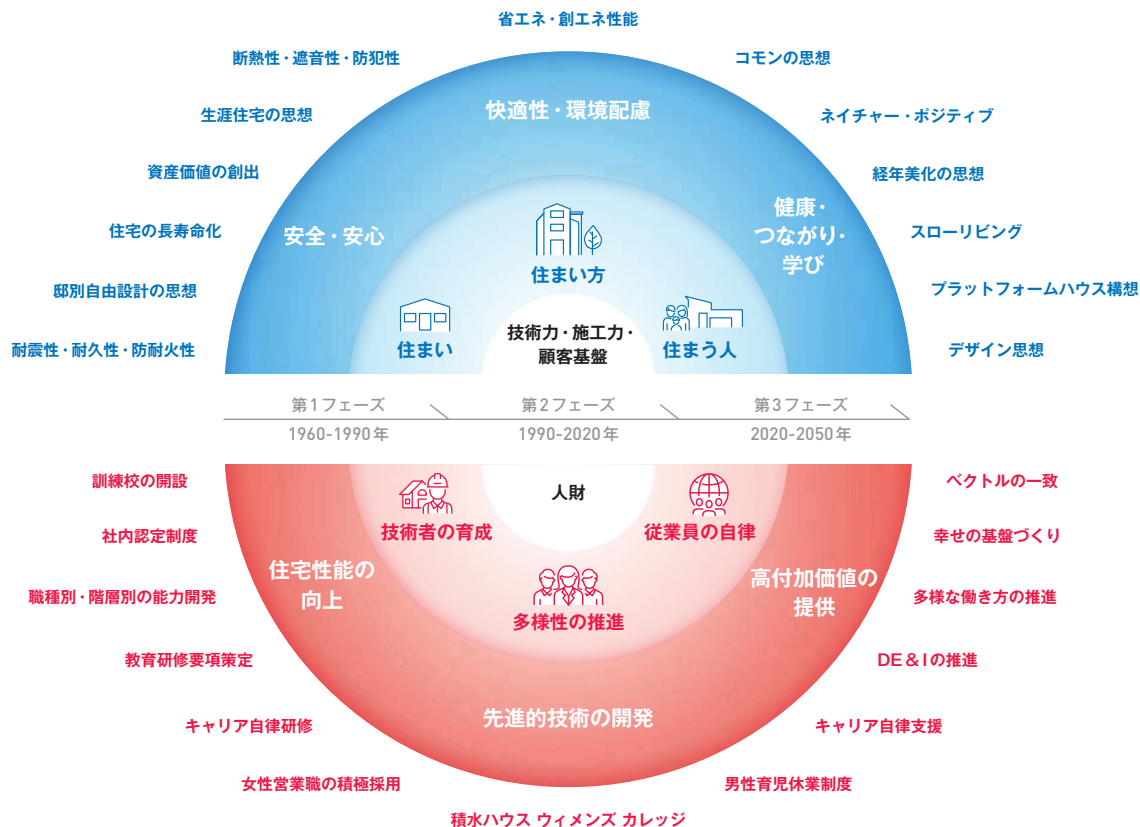 省エネ・創エネ性能
断熱性・遮音性・防犯性
コモンの思想
快適性・環境配慮
生涯住宅の思想
ネイチャー・ポジティブ
資産価値の創出
経年美化の思想
住宅の長寿命化
安全・安心
健康・
つながり・
学び
スローリビング
住まい方
邸別自由設計の思想
プラットフォームハウス構想
耐震性・耐久性・防耐火性
住まい
技術力・施工力・
顧客基盤
住まう人
デザイン思想
第1フェーズ
第2フェーズ
第3フェーズ
1960-1990年
1990-2020年
2020-2050年
訓練校の開設
人財
ベクトルの一致
社内認定制度
技術者の育成
従業員の自律
幸せの基盤づくり
住宅性能の
向上
高付加価値の
提供
職種別・階層別の能力開発
多様性の推進
多様な働き方の推進
教育研修要項策定
DE&Iの推進
先進的技術の開発
キャリア自律研修
キャリア自律支援
女性営業職の積極採用
男性育児休業制度
積水ハウス ウィメンズ カレッジ